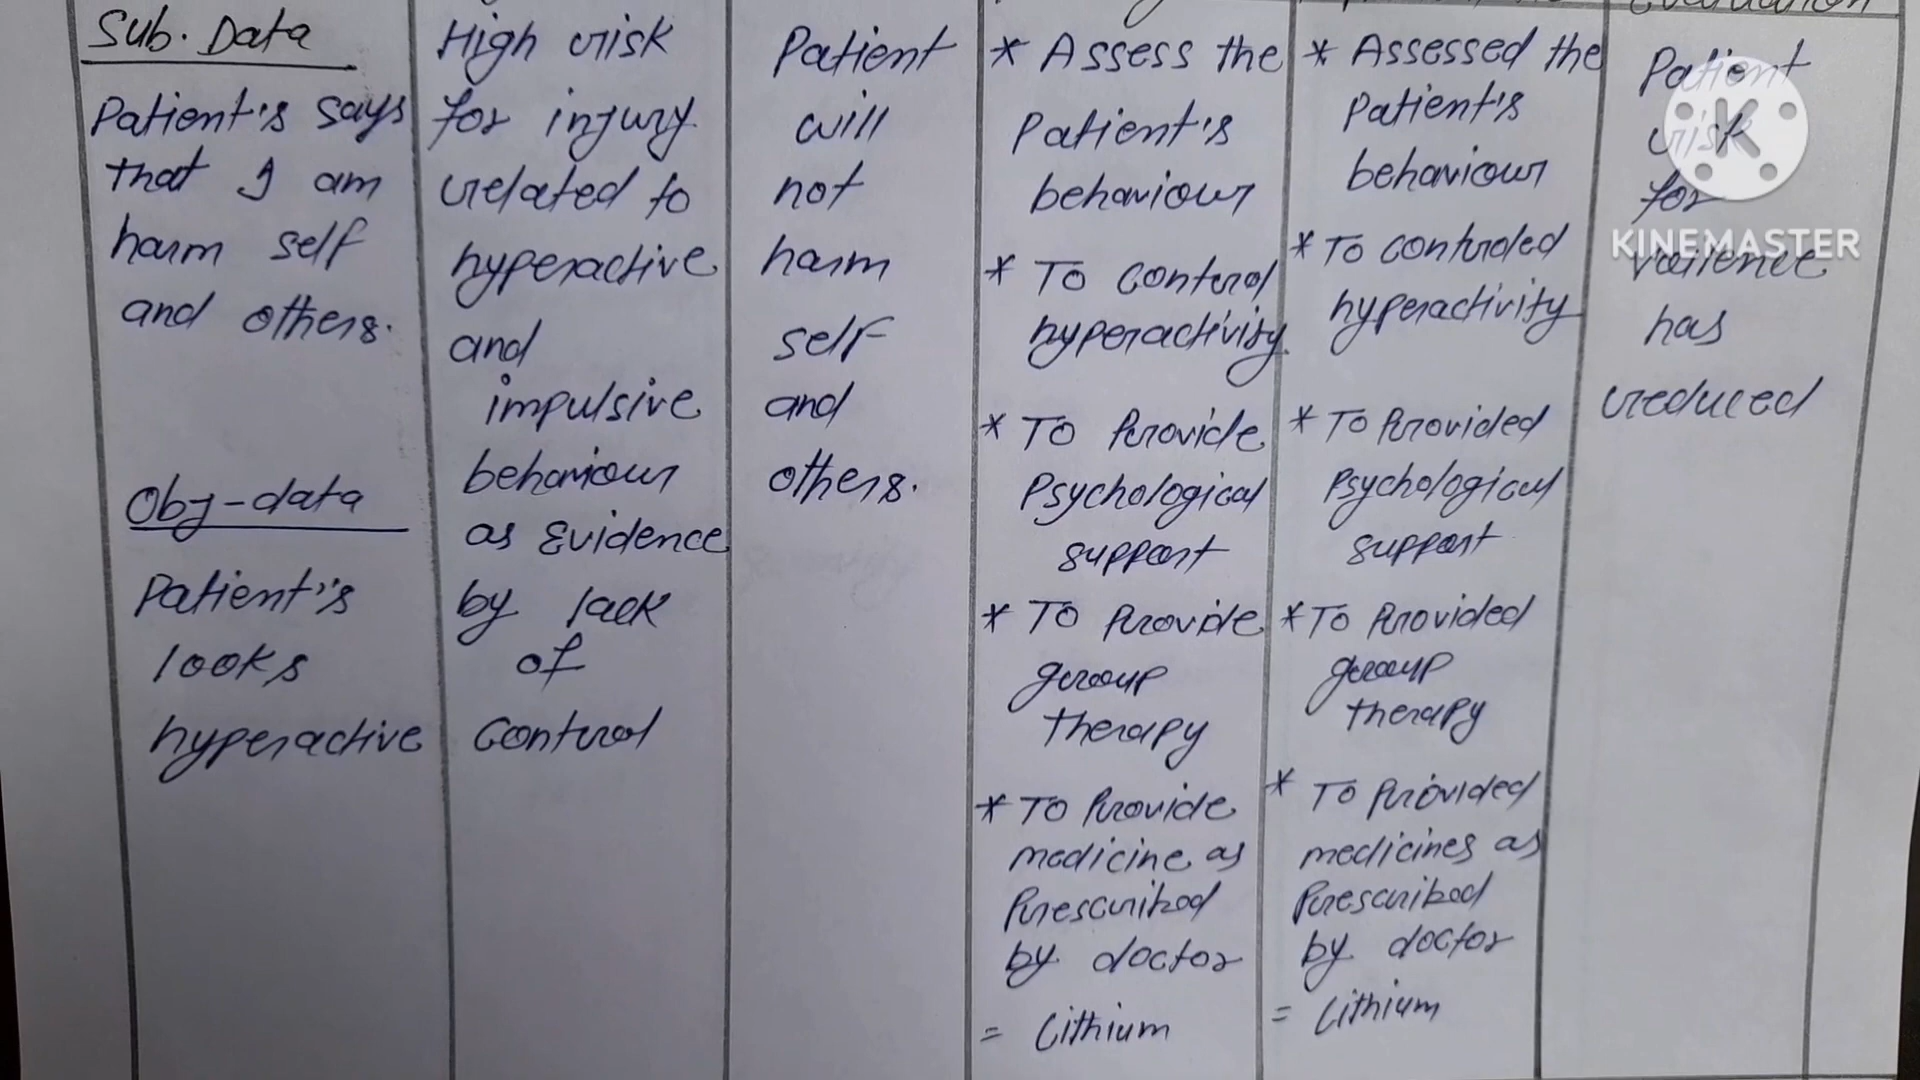 Evaluation
Sub. Data
Patient's says
that I am
harm self
and others.
Obj-data
Patient's
looks
hyperactive
High risk
for injury
related to
hyperactive
and
impulsive
behaviour
as Evidence
by lack
of
Control
Patient
will
not
harm
self
and
others.
* Assess the
Patient's
behaviour
* To Control
hyperactivity.
* To Provide
Psychological
support
* To Provide
group
therapy
* To Provide
medicine as
Prescribed
by doctor
= Lithium
* Assessed the
Patient's
behaviour
* To Controled
hyperactivity
* To Provided
Psychological
support
* To Provided
group
therapy
* To Provided
medicines as
Prescribed
by doctor
= Lithium
Patient
risk
for
has
reduced
K
KINEMASTER